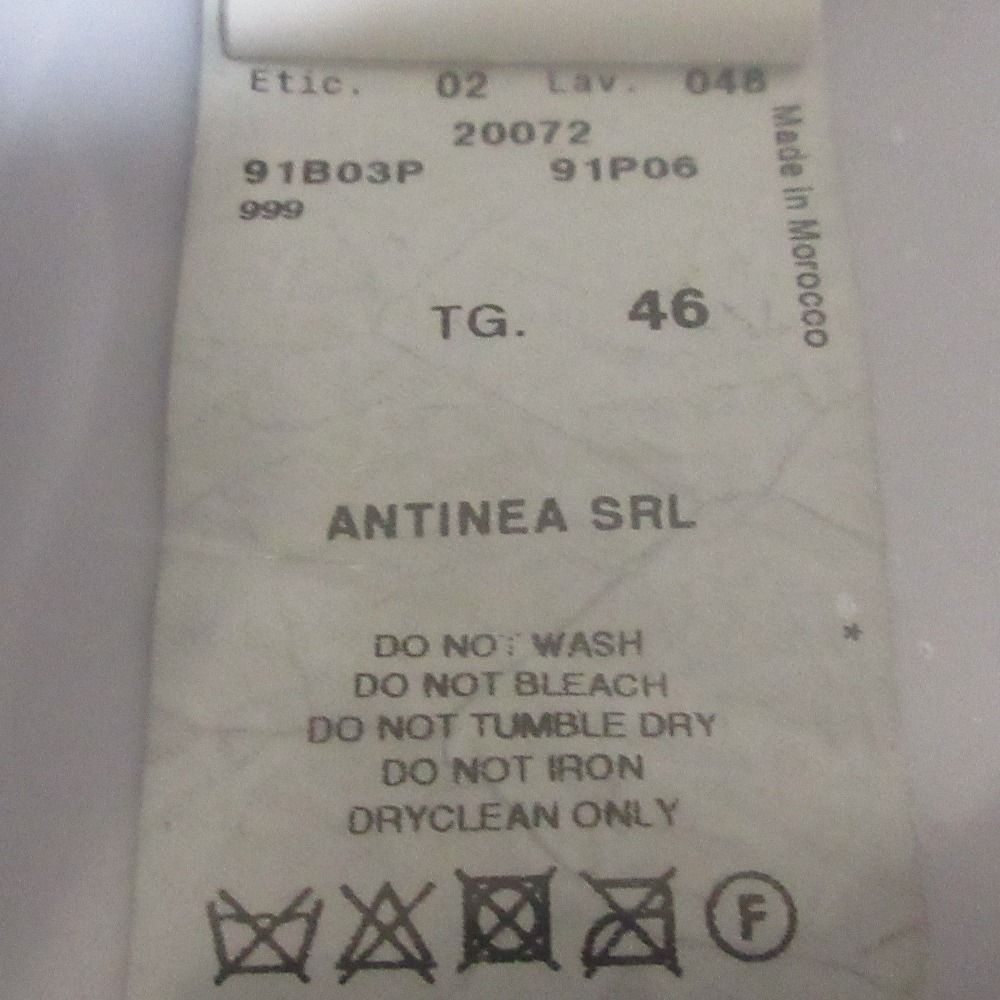 Etic. 02 Lav. 048
20072
91B03P 91P06
999
Made in Morocco
TG. 46
ANTINEA SRL
*
DO NOT WASH
DO NOT BLEACH
DO NOT TUMBLE DRY
DO NOT IRON
DRYCLEAN ONLY
F